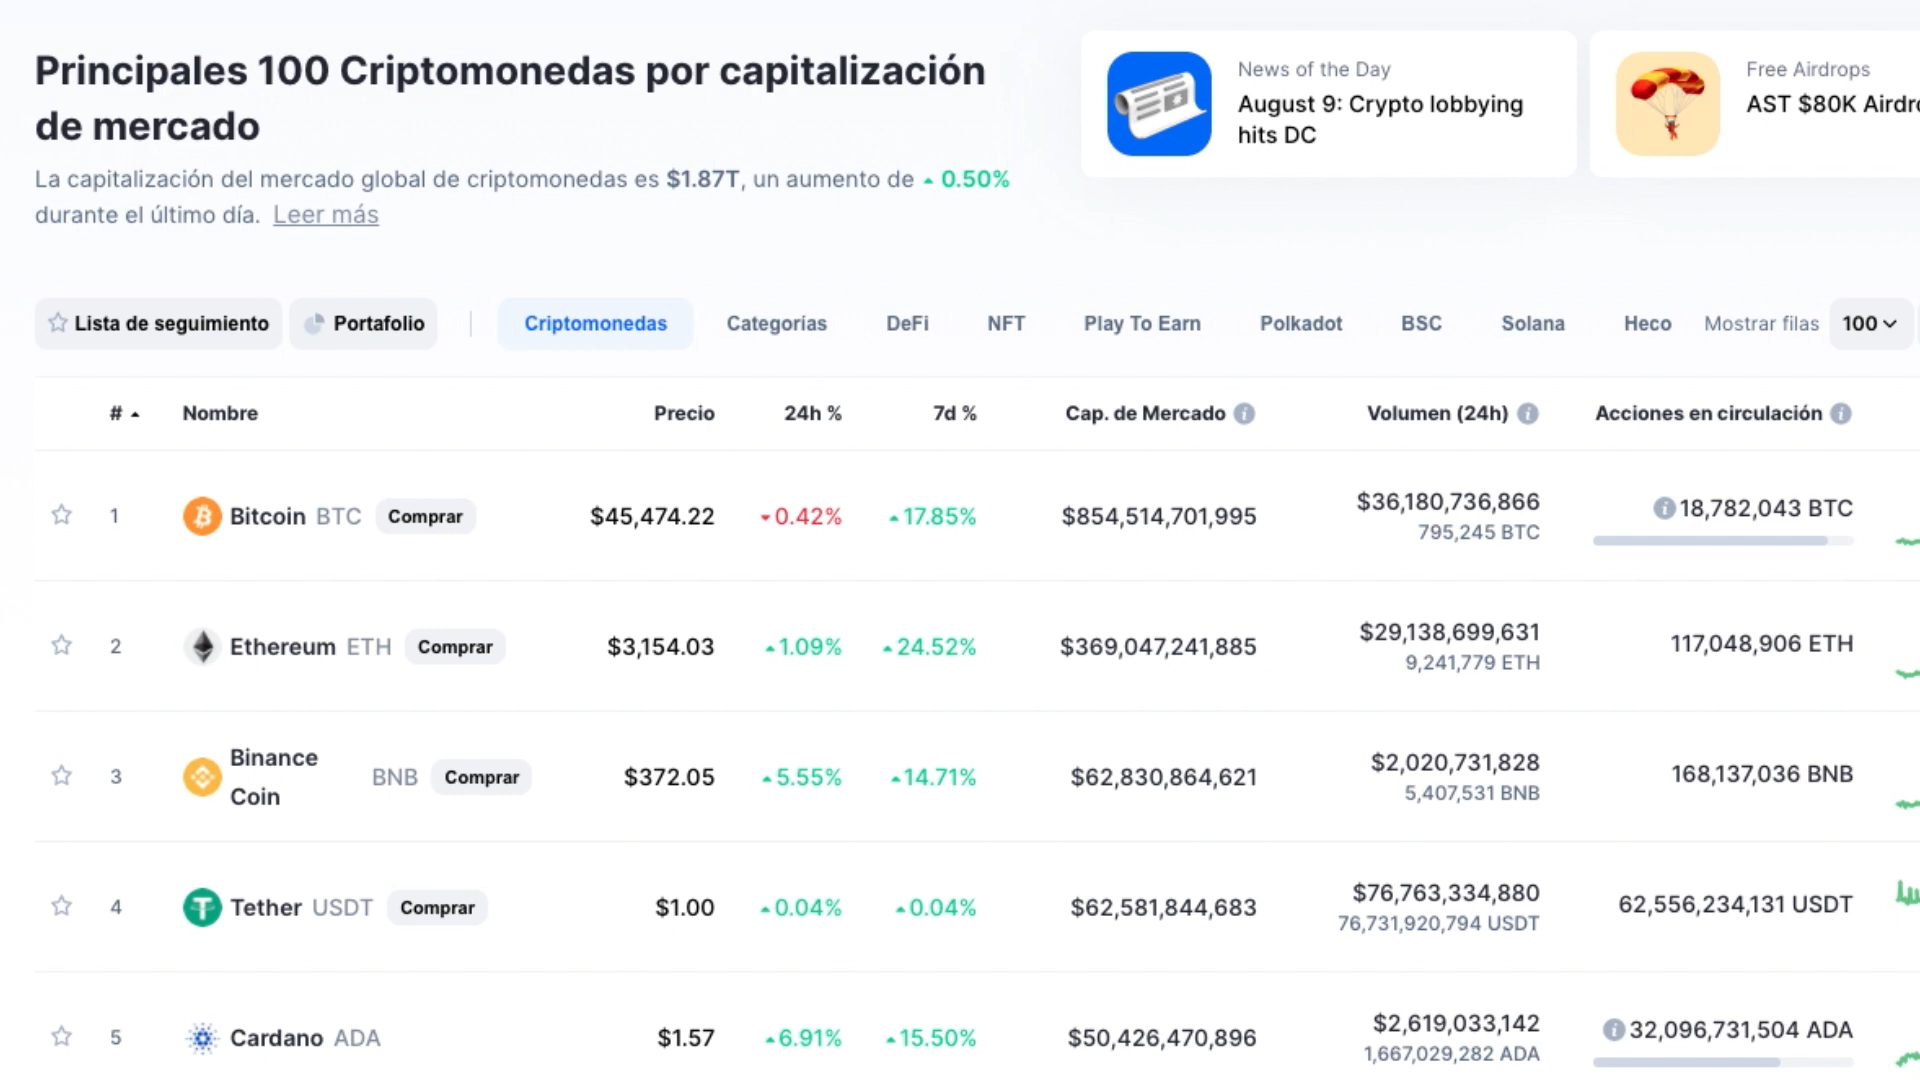 Principales 100 Criptomonedas por capitalización
de mercado
La capitalización del mercado global de criptomonedas es $1.87T, un aumento de 0.50%
durante el último día. Leer más
News of the Day
August 9: Crypto lobbying
hits DC
Free Airdrops
AST $80K
Lista de seguimiento Portafolio Criptomonedas Categorías DeFi NFT Play To Earn Polkadot BSC Solana Heco Mostrar filas 100
# Nombre Precio 24h % 7d % Cap. de Mercado Volumen (24h) Acciones en circulación
1 Bitcoin BTC Comprar $45,474.22 0.42% 17.85% $854,514,701,995 $36,180,736,866 18,782,043 BTC
795,245 BTC
2 Ethereum ETH Comprar $3,154.03 1.09% 24.52% $369,047,241,885 $29,138,699,631 117,048,906 ETH
9,241,779 ETH
3 Binance
Coin BNB Comprar $372.05 5.55% 14.71% $62,830,864,621 $2,020,731,828 168,137,036 BNB
5,407,531 BNB
4 Tether USDT Comprar $1.00 0.04% 0.04% $62,581,844,683 $76,763,334,880 62,556,234,131 USDT
76,731,920,794 USDT
5 Cardano ADA $1.57 6.91% 15.50% $50,426,470,896 $2,619,033,142 32,096,731,504 ADA
1,667,029,282 ADA